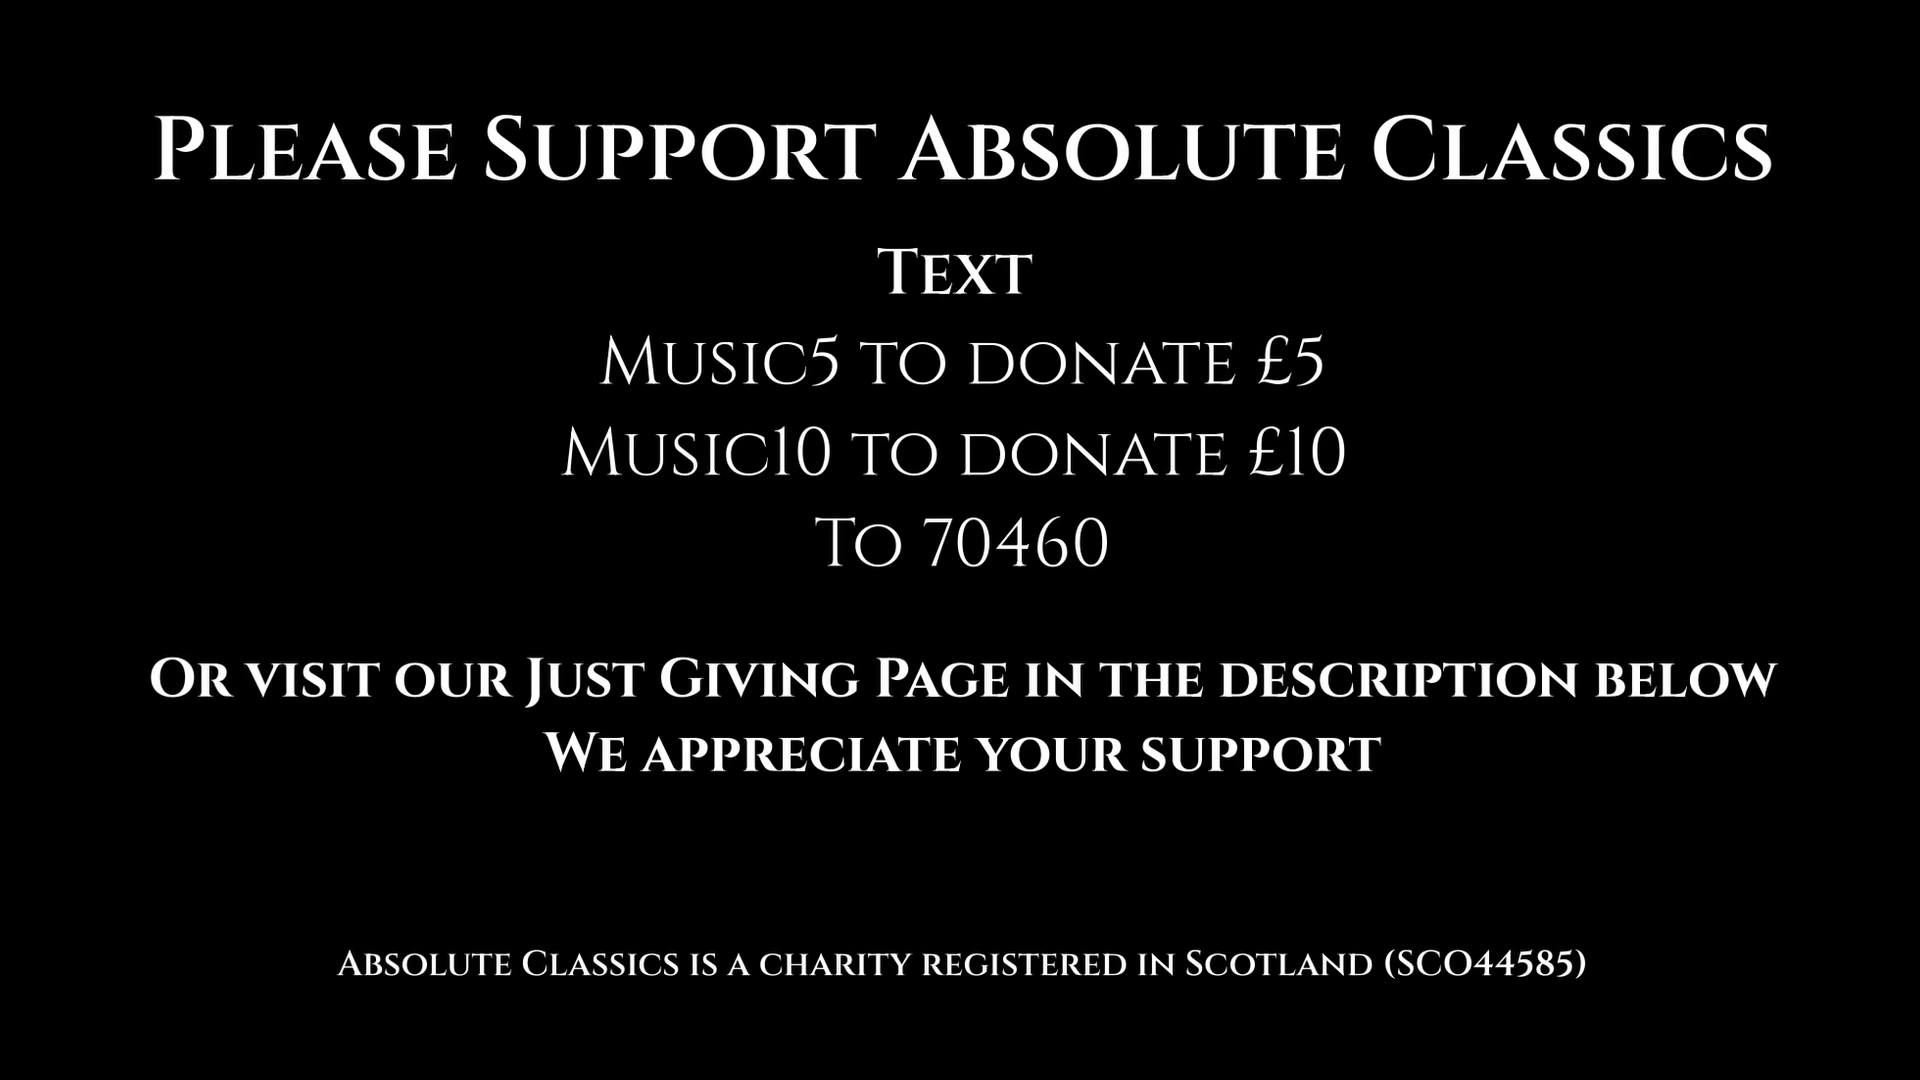 Please Support Absolute Classics
Text
Music5 to donate £5
Music10 to donate £10
To 70460
Or visit our Just Giving Page in the description below
We appreciate your support
Absolute Classics is a charity registered in Scotland (SCO44585)